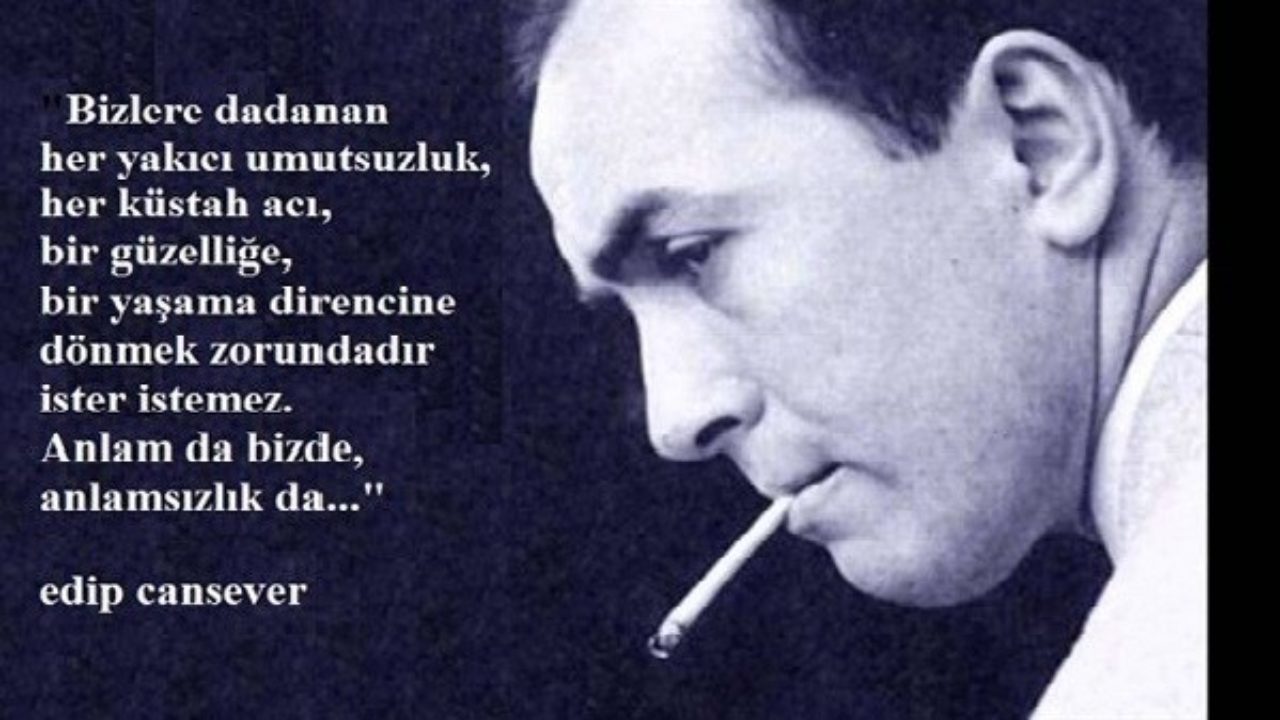 "Bizlere dadanan
her yakıcı umutsuzluk,
her küstah acı,
bir güzelliğe,
bir yaşama direncine
dönmek zorundadır
ister istemez.
Anlam da bizde,
anlamsızlık da..."
edip cansever